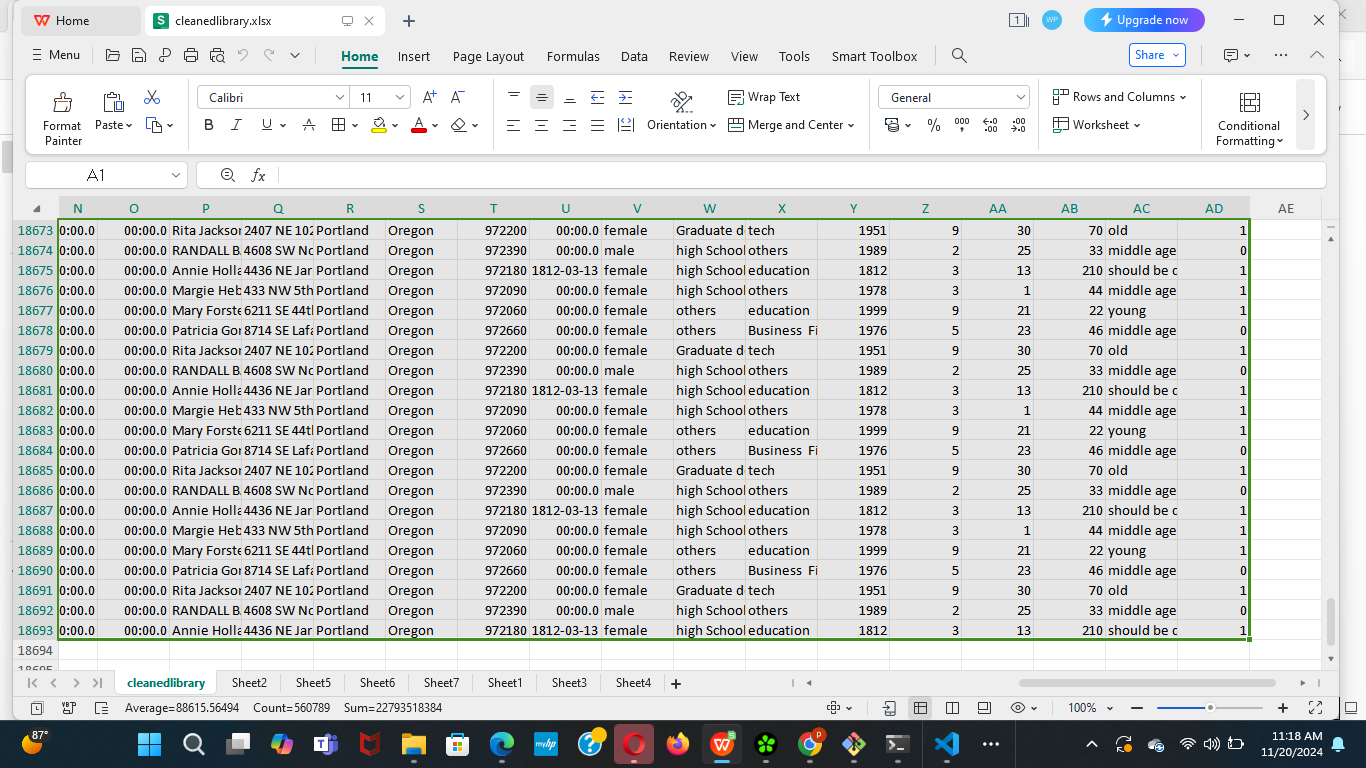 Home cleanedlibrary.xlsx 1 WP Upgrade now
Menu Home Insert Page Layout Formulas Data Review View Tools Smart Toolbox Share
Format Painter Paste Calibri 11 Wrap Text General Rows and Columns
B I U A A Orientation Merge and Center % Worksheet Conditional Formatting
A1 fx
N O P Q R S T U V W X Y Z AA AB AC AD AE
18673 0:00.0 00:00.0 Rita Jackson 2407 NE 102 Portland Oregon 972200 00:00.0 female Graduate d tech 1951 9 30 70 old 1
18674 0:00.0 00:00.0 RANDALL B 4608 SW No Portland Oregon 972390 00:00.0 male high School others 1989 2 25 33 middle age 0
18675 0:00.0 00:00.0 Annie Holla 4436 NE Jar Portland Oregon 972180 1812-03-13 female high School education 1812 3 13 210 should be d 1
18676 0:00.0 00:00.0 Margie Heb 433 NW 5th Portland Oregon 972090 00:00.0 female high School others 1978 3 1 44 middle age 1
18677 0:00.0 00:00.0 Mary Forste 6211 SE 44th Portland Oregon 972060 00:00.0 female others education 1999 9 21 22 young 1
18678 0:00.0 00:00.0 Patricia Gor 8714 SE Lafa Portland Oregon 972660 00:00.0 female others Business Fi 1976 5 23 46 middle age 0
18679 0:00.0 00:00.0 Rita Jackson 2407 NE 102 Portland Oregon 972200 00:00.0 female Graduate d tech 1951 9 30 70 old 1
18680 0:00.0 00:00.0 RANDALL B 4608 SW No Portland Oregon 972390 00:00.0 male high School others 1989 2 25 33 middle age 0
18681 0:00.0 00:00.0 Annie Holla 4436 NE Jar Portland Oregon 972180 1812-03-13 female high School education 1812 3 13 210 should be d 1
18682 0:00.0 00:00.0 Margie Heb 433 NW 5th Portland Oregon 972090 00:00.0 female high School others 1978 3 1 44 middle age 1
18683 0:00.0 00:00.0 Mary Forste 6211 SE 44th Portland Oregon 972060 00:00.0 female others education 1999 9 21 22 young 1
18684 0:00.0 00:00.0 Patricia Gor 8714 SE Lafa Portland Oregon 972660 00:00.0 female others Business Fi 1976 5 23 46 middle age 0
18685 0:00.0 00:00.0 Rita Jackson 2407 NE 102 Portland Oregon 972200 00:00.0 female Graduate d tech 1951 9 30 70 old 1
18686 0:00.0 00:00.0 RANDALL B 4608 SW No Portland Oregon 972390 00:00.0 male high School others 1989 2 25 33 middle age 0
18687 0:00.0 00:00.0 Annie Holla 4436 NE Jar Portland Oregon 972180 1812-03-13 female high School education 1812 3 13 210 should be d 1
18688 0:00.0 00:00.0 Margie Heb 433 NW 5th Portland Oregon 972090 00:00.0 female high School others 1978 3 1 44 middle age 1
18689 0:00.0 00:00.0 Mary Forste 6211 SE 44th Portland Oregon 972060 00:00.0 female others education 1999 9 21 22 young 1
18690 0:00.0 00:00.0 Patricia Gor 8714 SE Lafa Portland Oregon 972660 00:00.0 female others Business Fi 1976 5 23 46 middle age 0
18691 0:00.0 00:00.0 Rita Jackson 2407 NE 102 Portland Oregon 972200 00:00.0 female Graduate d tech 1951 9 30 70 old 1
18692 0:00.0 00:00.0 RANDALL B 4608 SW No Portland Oregon 972390 00:00.0 male high School others 1989 2 25 33 middle age 0
18693 0:00.0 00:00.0 Annie Holla 4436 NE Jar Portland Oregon 972180 1812-03-13 female high School education 1812 3 13 210 should be d 1
18694
cleanedlibrary Sheet2 Sheet5 Sheet6 Sheet7 Sheet1 Sheet3 Sheet4
Average=88615.56494 Count=560789 Sum=22793518384 100%
87° 11:18 AM
11/20/2024